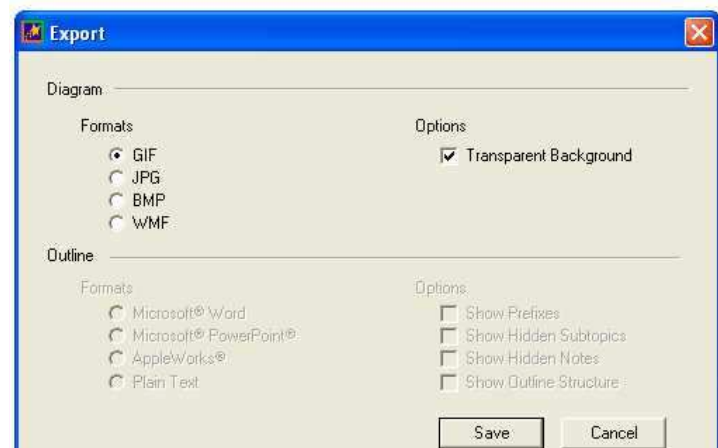 Export
Diagram
Formats
GIF
JPG
BMP
WMF
Options
Transparent Background
Outline
Formats
Microsoft® Word
Microsoft® PowerPoint®
AppleWorks®
Plain Text
Options
Show Prefixes
Show Hidden Subtopics
Show Hidden Notes
Show Outline Structure
Save
Cancel